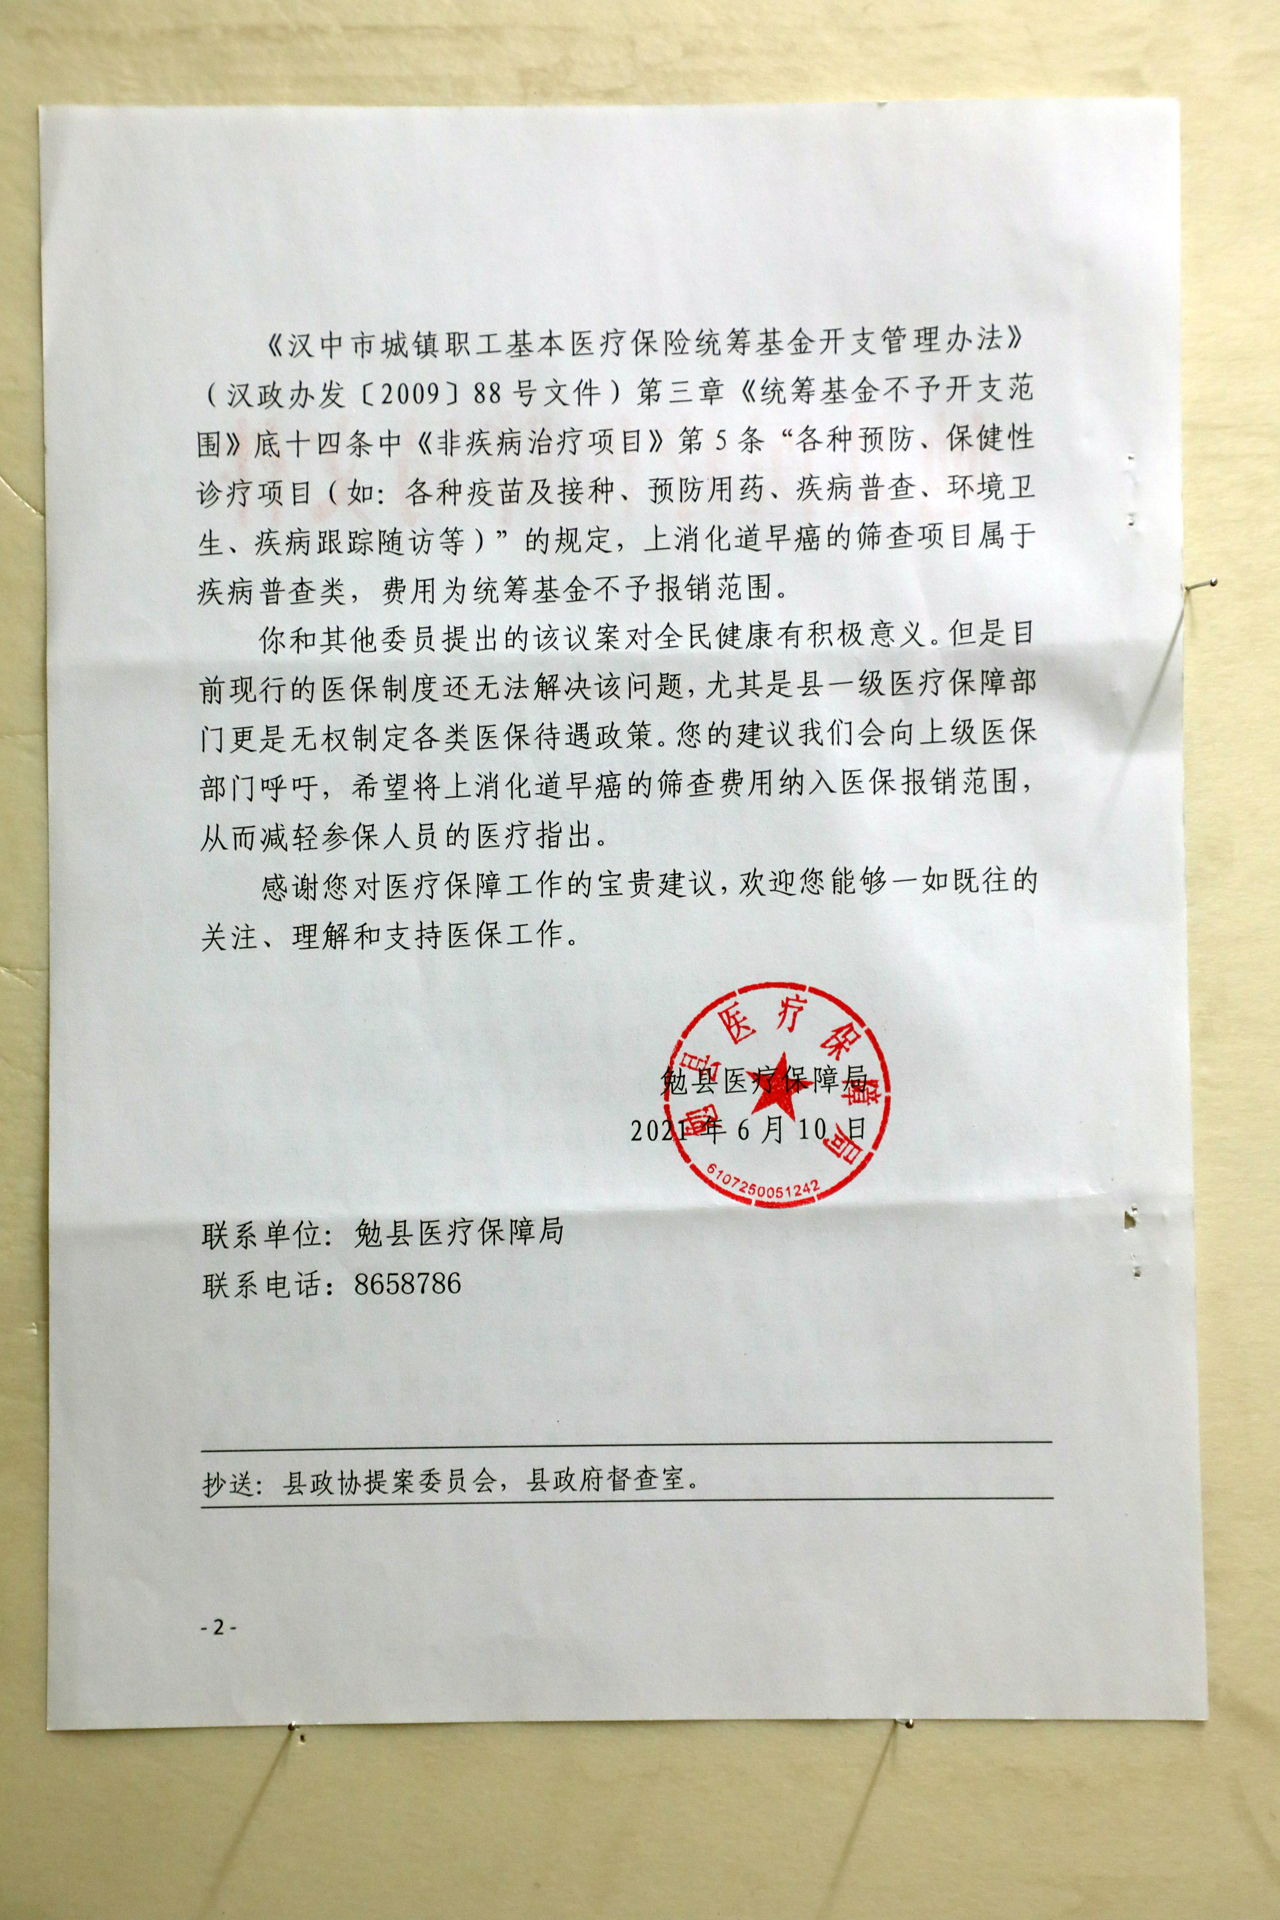 《汉中市城镇职工基本医疗保险统筹基金开支管理办法》
（汉政办发〔2009〕88号文件）第三章《统筹基金不予开支范
围》底十四条中《非疾病治疗项目》第5条“各种预防、保健性
诊疗项目（如：各种疫苗及接种、预防用药、疾病普查、环境卫
生、疾病跟踪随访等）”的规定，上消化道早癌的筛查项目属于
疾病普查类，费用为统筹基金不予报销范围。
你和其他委员提出的该议案对全民健康有积极意义。但是目
前现行的医保制度还无法解决该问题，尤其是县一级医疗保障部
门更是无权制定各类医保待遇政策。您的建议我们会向上级医保
部门呼吁，希望将上消化道早癌的筛查费用纳入医保报销范围，
从而减轻参保人员的医疗指出。
感谢您对医疗保障工作的宝贵建议，欢迎您能够一如既往的
关注、理解和支持医保工作。
勉县医疗保障局
勉县医疗保障局
2021年6月10日
6107250051242
联系单位：勉县医疗保障局
联系电话：8658786
抄送：县政协提案委员会，县政府督查室。
-2-